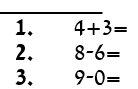 1. 4+3=
2. 8-6=
3. 9-0=